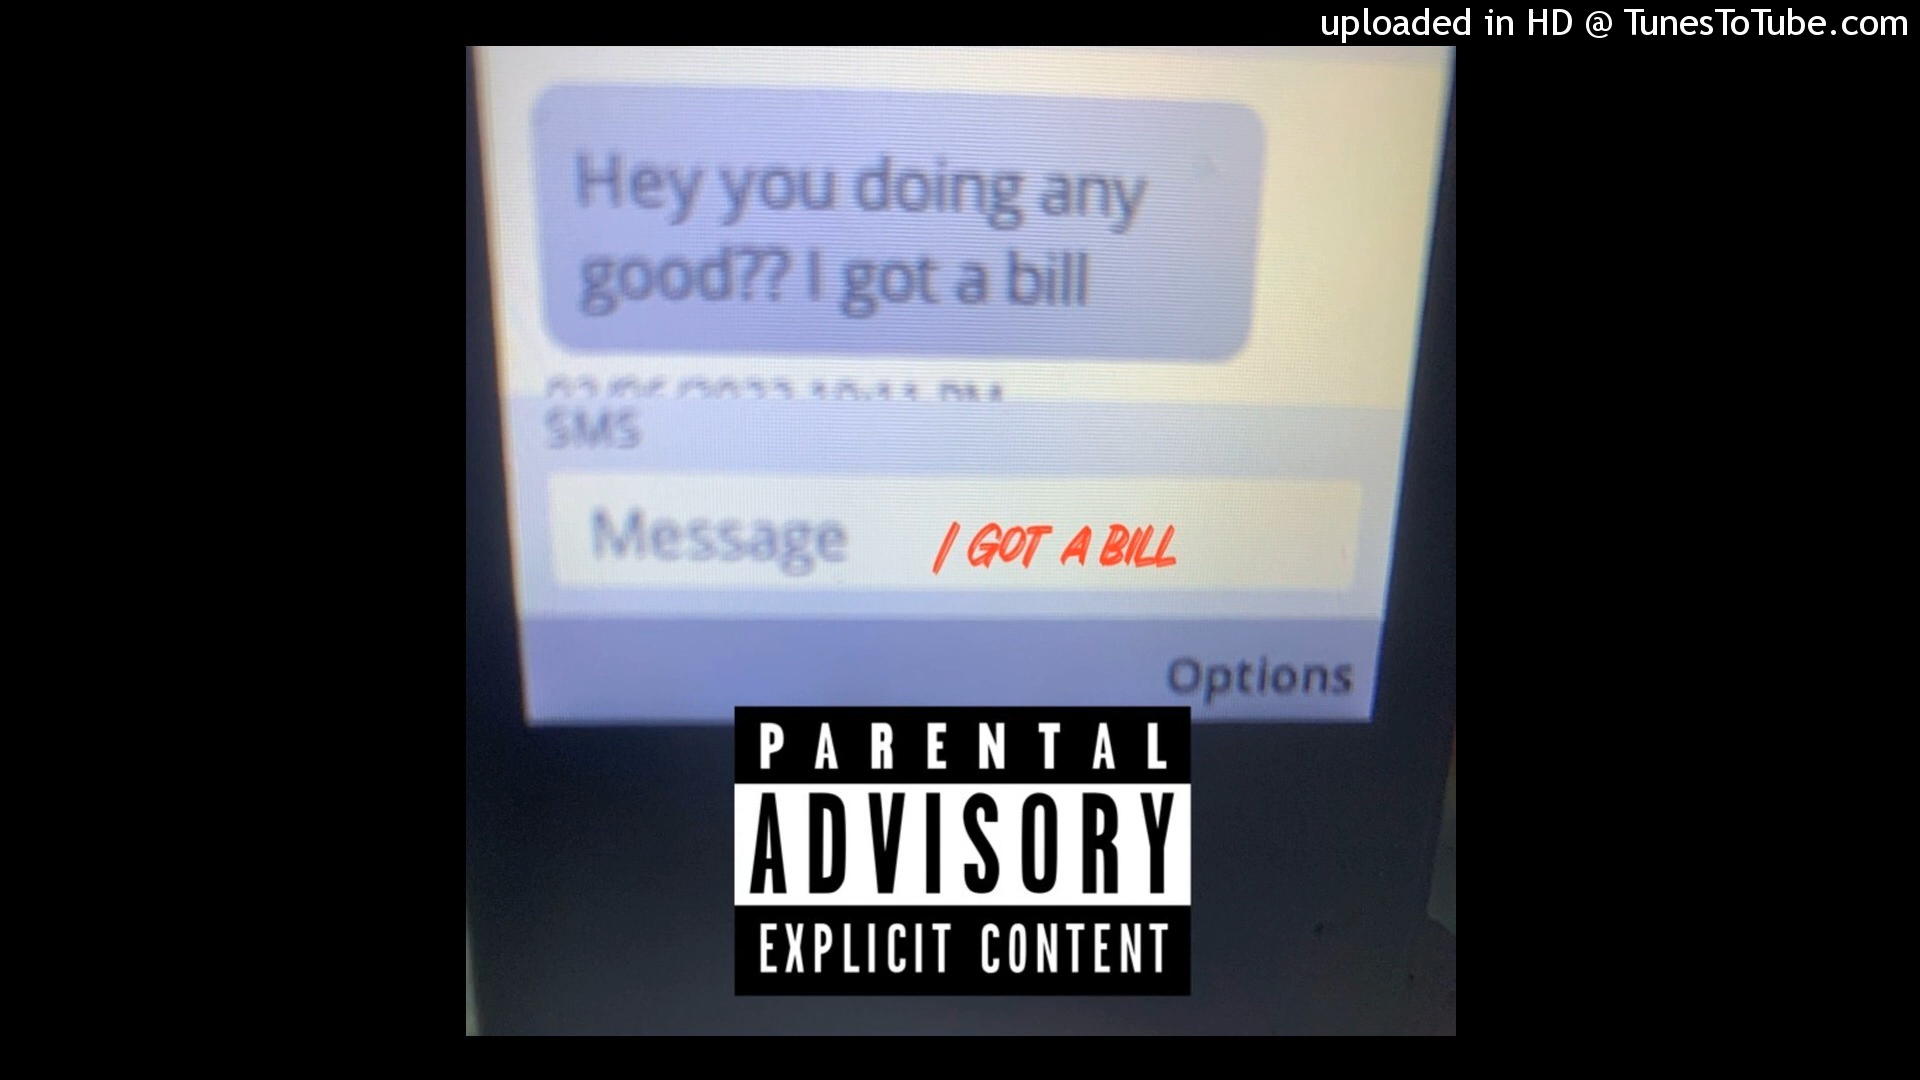 uploaded in HD @ TunesToTube.com
Hey you doing any
good?? I got a bill
SMS
Message
I GOT A BILL
Options
PARENTAL
ADVISORY
EXPLICIT CONTENT